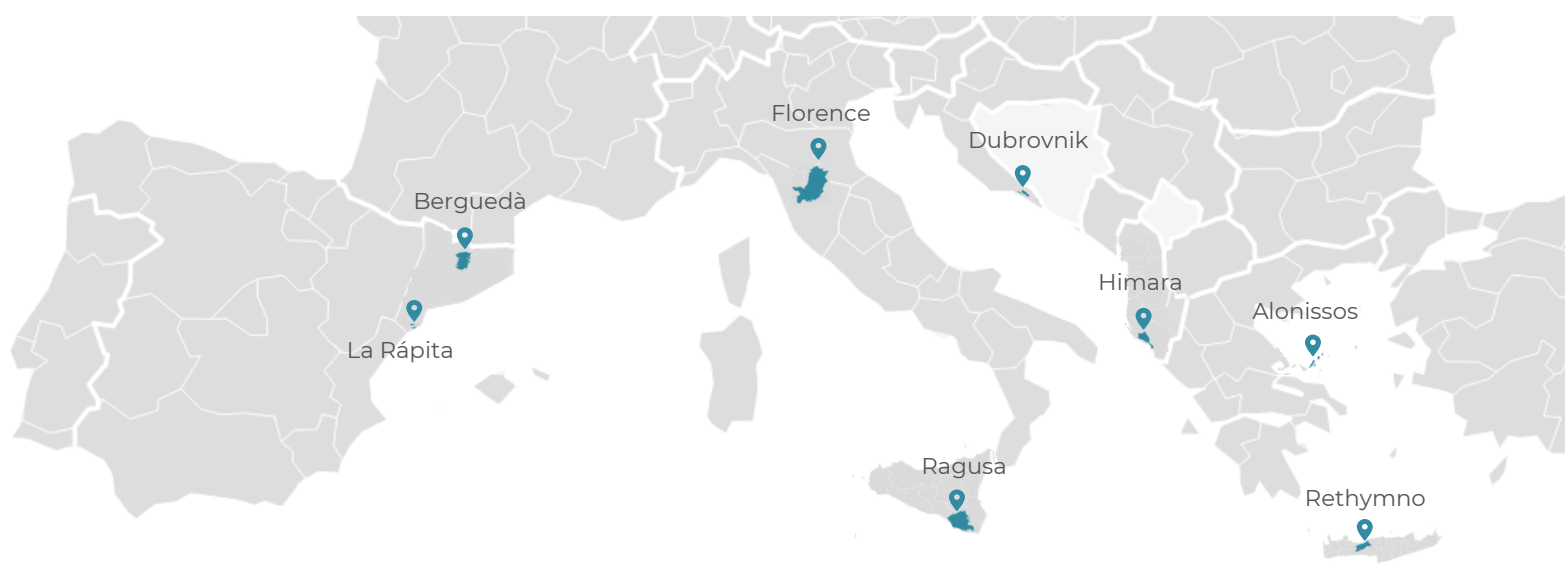 Florence
Dubrovnik
Berguedà
Himara
Alonissos
La Rápita
Ragusa
Rethymno